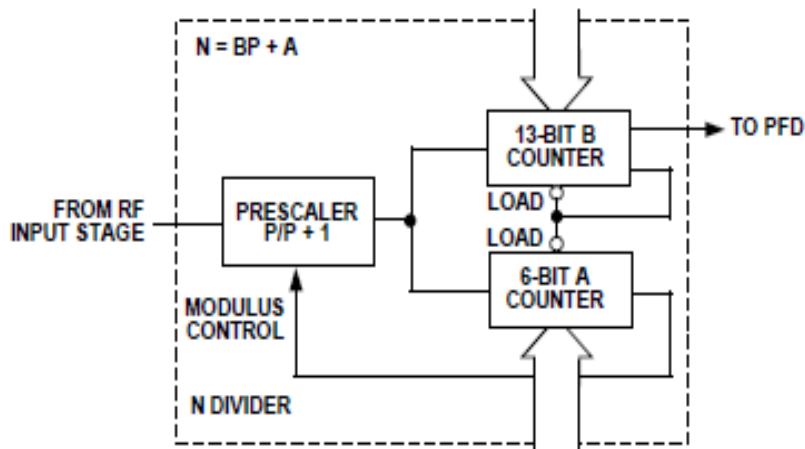 N = BP + A
13-BIT B
COUNTER
TO PFD
LOAD
FROM RF
INPUT STAGE
PRESCALER
P/P + 1
LOAD
6-BIT A
COUNTER
MODULUS
CONTROL
N DIVIDER